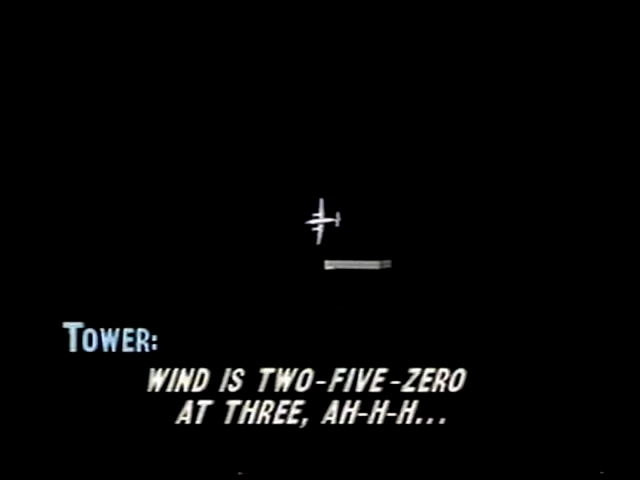 TOWER:
WIND IS TWO-FIVE-ZERO
AT THREE, AH-H-H...